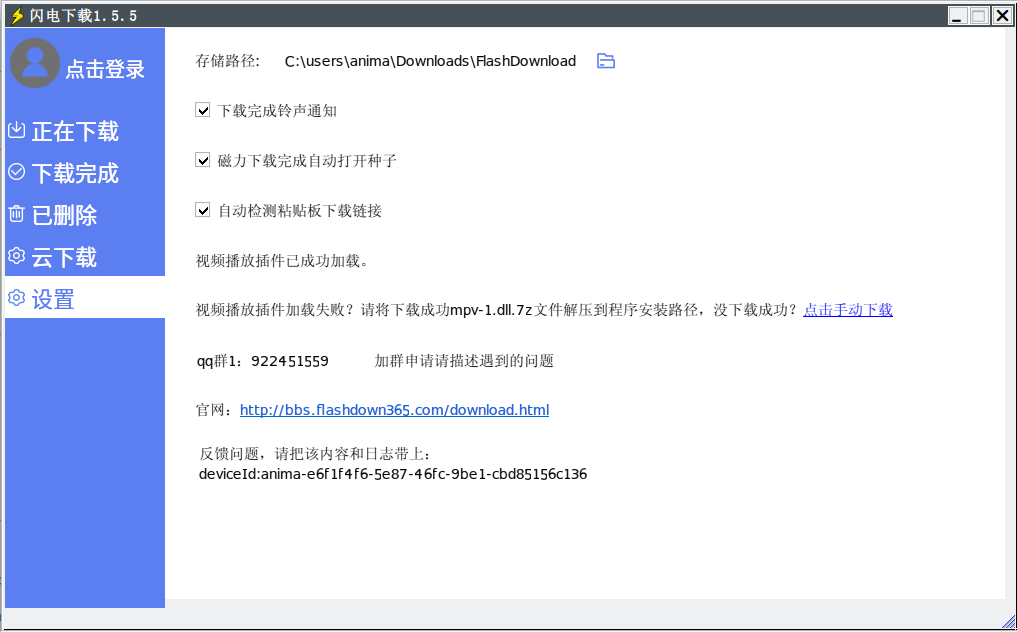 闪电下载1.5.5
点击登录
正在下载
下载完成
已删除
云下载
设置
存储路径: C:\users\anima\Downloads\FlashDownload
下载完成铃声通知
磁力下载完成自动打开种子
自动检测粘贴板下载链接
视频播放插件已成功加载。
视频播放插件加载失败？请将下载成功mpv-1.dll.7z文件解压到程序安装路径，没下载成功？点击手动下载
qq群1：922451559 加群申请请描述遇到的问题
官网：http://bbs.flashdown365.com/download.html
反馈问题，请把该内容和日志带上：
deviceId:anima-e6f1f4f6-5e87-46fc-9be1-cbd85156c136